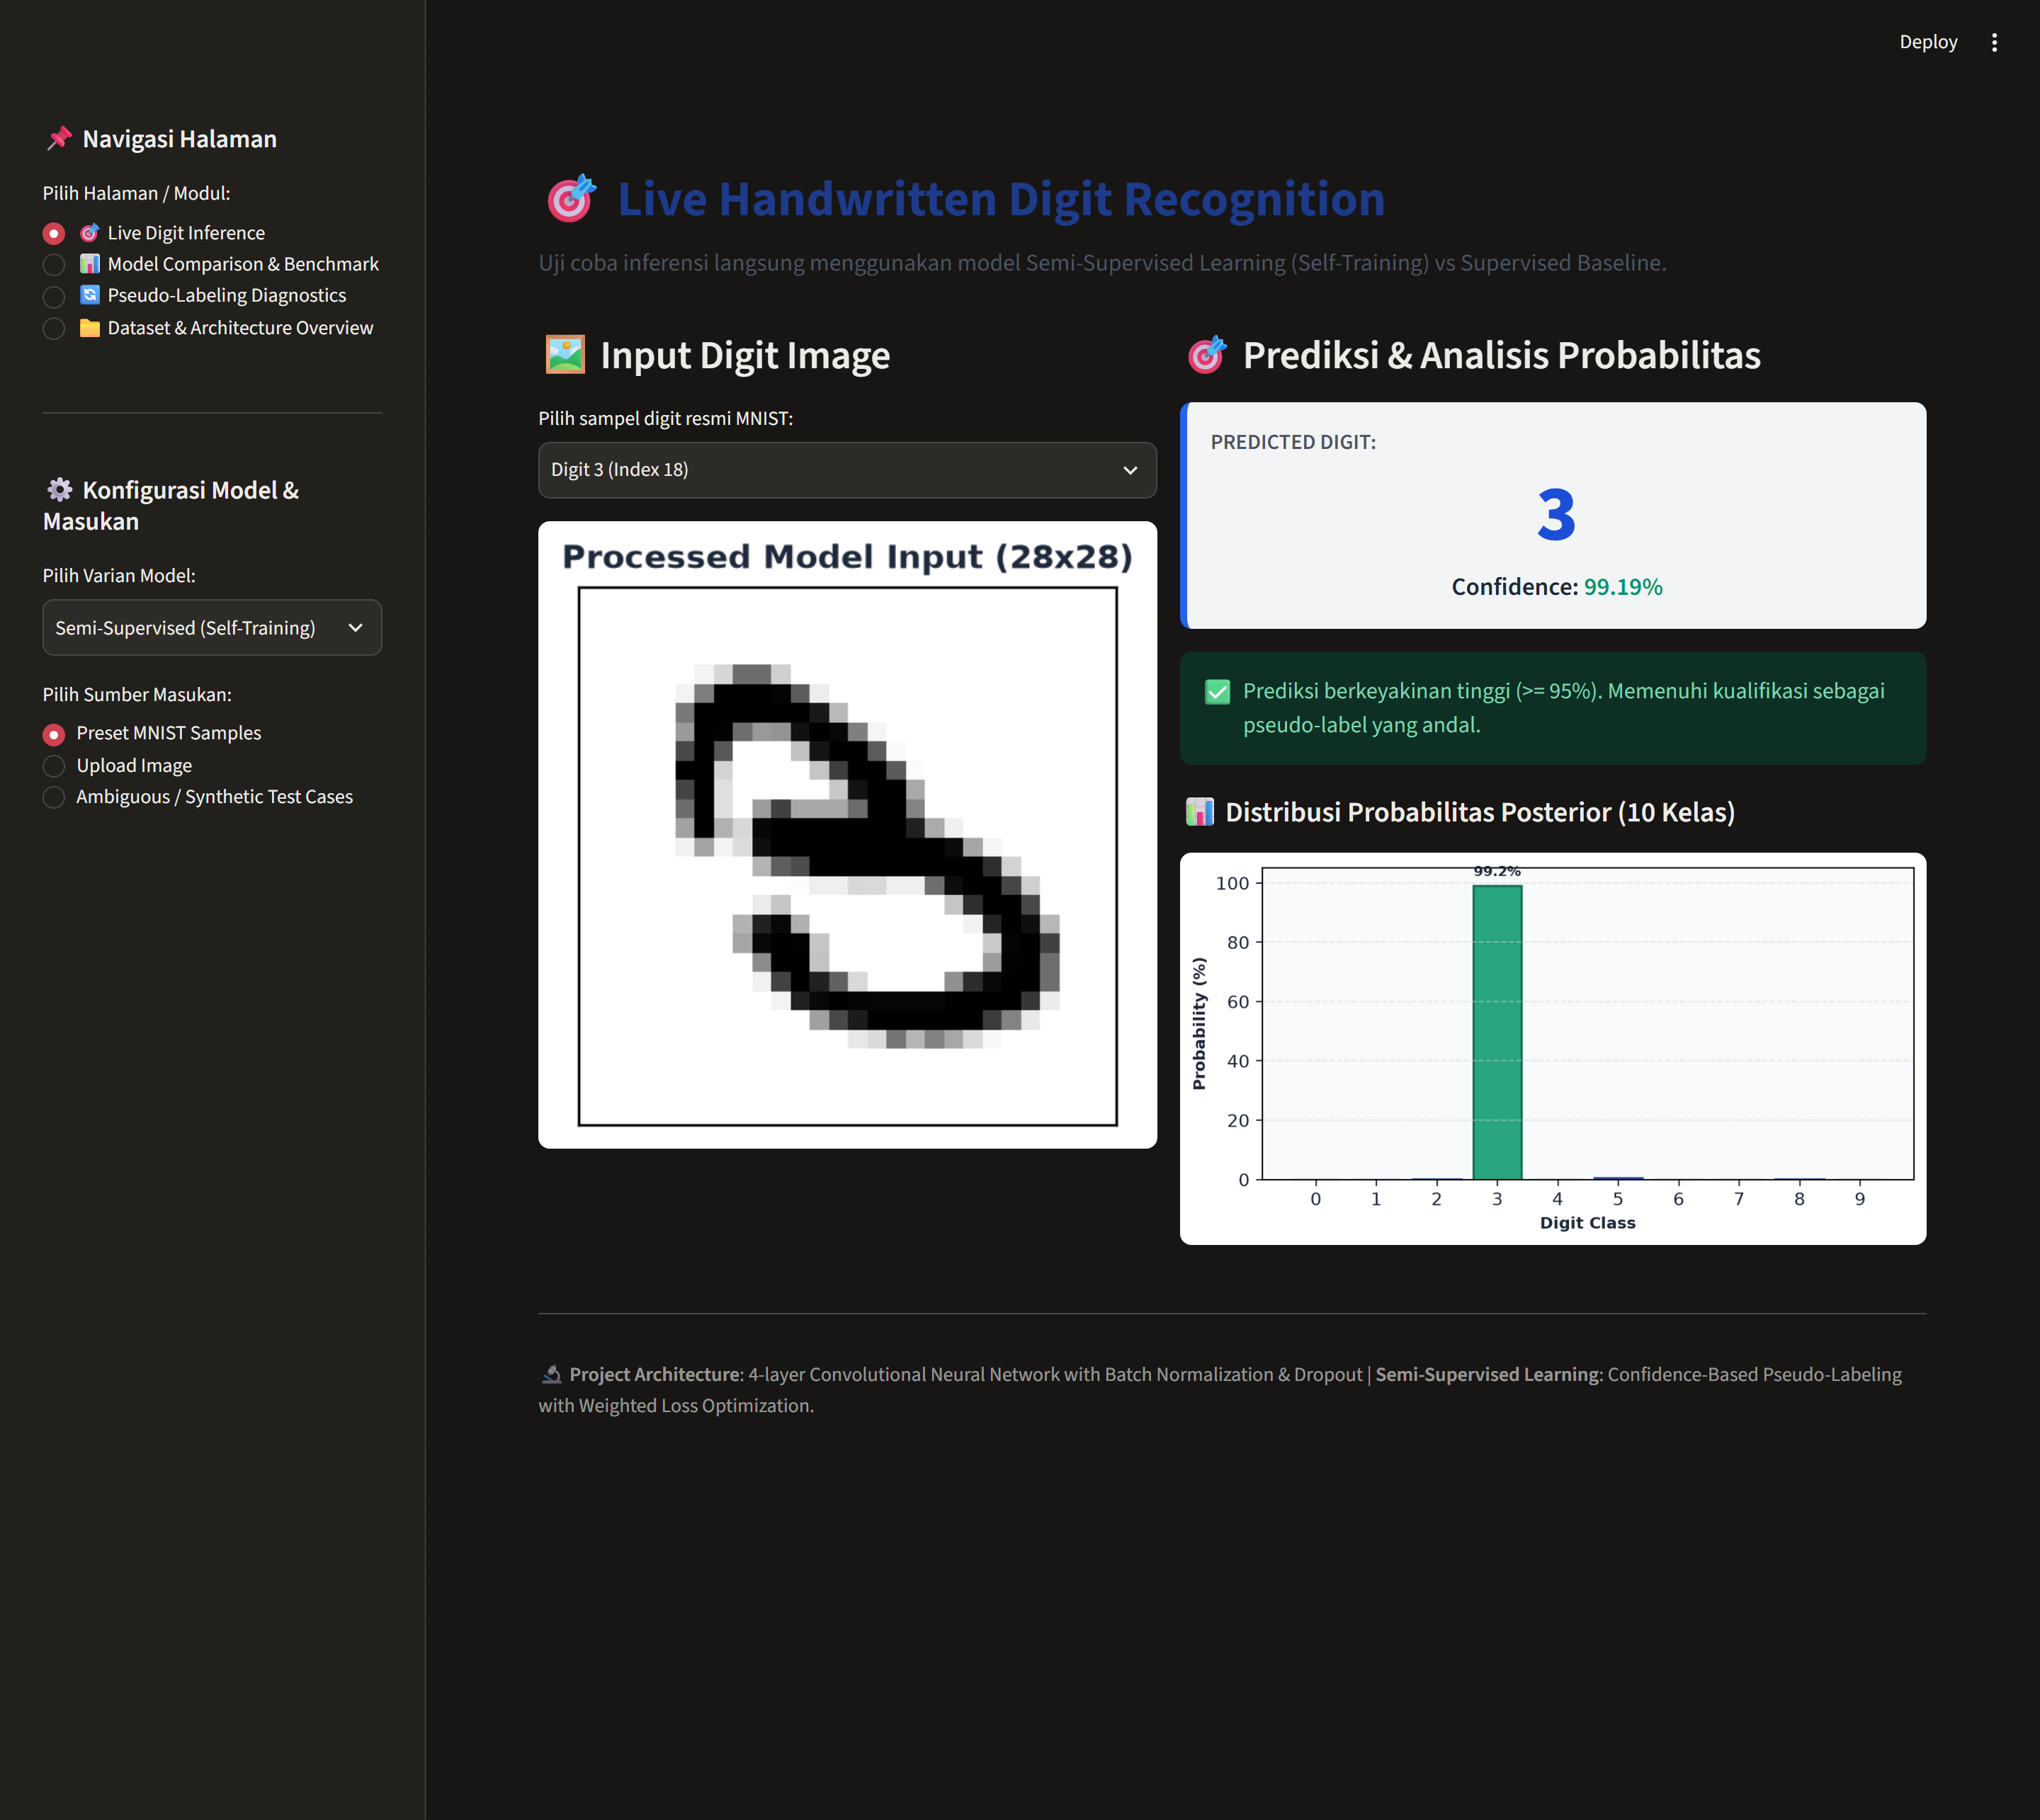 Deploy
📌 Navigasi Halaman
Pilih Halaman / Modul:
🎯 Live Digit Inference
📊 Model Comparison & Benchmark
🔄 Pseudo-Labeling Diagnostics
📁 Dataset & Architecture Overview
⚙️ Konfigurasi Model &
Masukan
Pilih Varian Model:
Semi-Supervised (Self-Training)
Pilih Sumber Masukan:
Preset MNIST Samples
Upload Image
Ambiguous / Synthetic Test Cases
🎯 Live Handwritten Digit Recognition
Uji coba inferensi langsung menggunakan model Semi-Supervised Learning (Self-Training) vs Supervised Baseline.
🖼️ Input Digit Image
Pilih sampel digit resmi MNIST:
Digit 3 (Index 18)
Processed Model Input (28x28)
3
🎯 Prediksi & Analisis Probabilitas
PREDICTED DIGIT:
3
Confidence: 99.19%
✅ Prediksi berkeyakinan tinggi (>= 95%). Memenuhi kualifikasi sebagai
pseudo-label yang andal.
📊 Distribusi Probabilitas Posterior (10 Kelas)
99.2%
100
80
60
40
20
0
Probability (%)
0 1 2 3 4 5 6 7 8 9
Digit Class
🔬 Project Architecture: 4-layer Convolutional Neural Network with Batch Normalization & Dropout | Semi-Supervised Learning: Confidence-Based Pseudo-Labeling
with Weighted Loss Optimization.